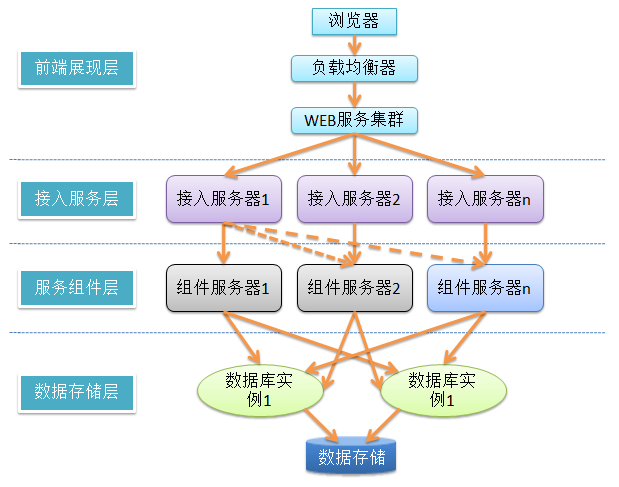 浏览器
前端展现层
负载均衡器
WEB服务集群
接入服务层
接入服务器1
接入服务器2
接入服务器n
服务组件层
组件服务器1
组件服务器2
组件服务器n
数据存储层
数据库实
例1
数据库实
例1
数据存储